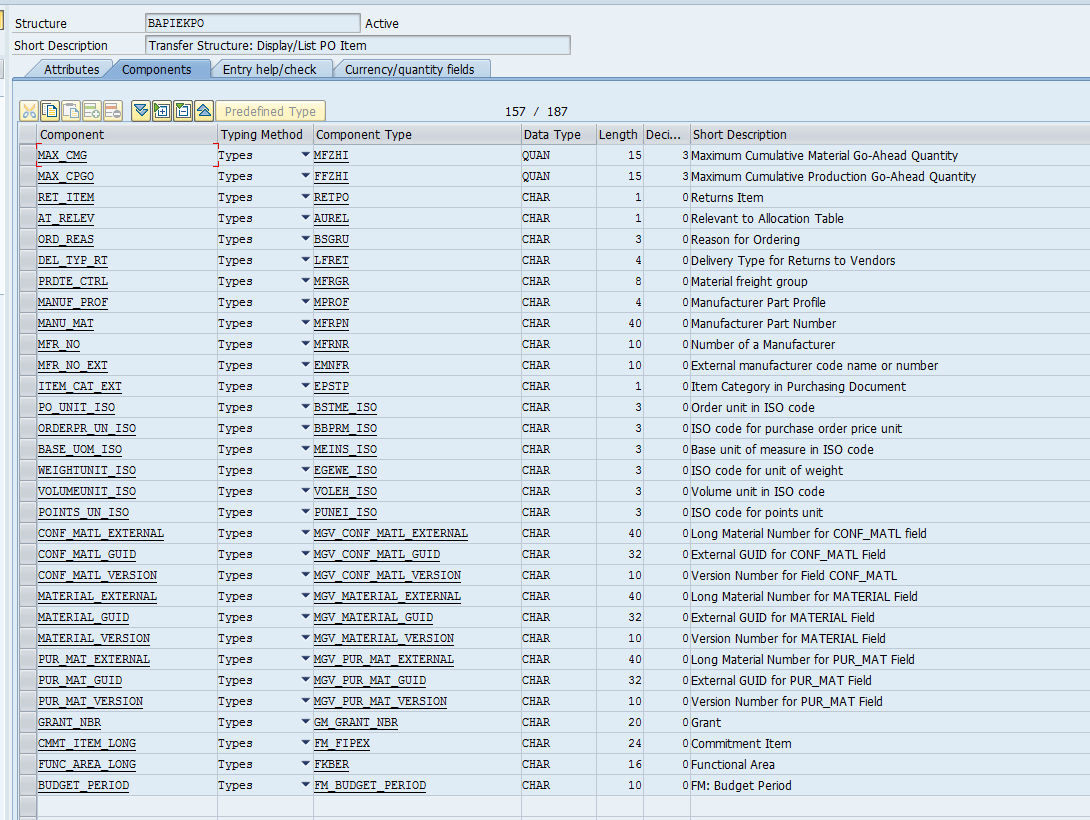 Structure BAPIEKPO Active
Short Description Transfer Structure: Display/List PO Item
Attributes Components Entry help/check Currency/quantity fields
Predefined Type 157 / 187
Component Typing Method Component Type Data Type Length Deci... Short Description
MAX_CMG Types MFZHI QUAN 15 3 Maximum Cumulative Material Go-Ahead Quantity
MAX_CPGO Types FFZHI QUAN 15 3 Maximum Cumulative Production Go-Ahead Quantity
RET_ITEM Types RETPO CHAR 1 0 Returns Item
AT_RELEV Types AUREL CHAR 1 0 Relevant to Allocation Table
ORD_REAS Types BSGRU CHAR 3 0 Reason for Ordering
DEL_TYP_RT Types LFRET CHAR 4 0 Delivery Type for Returns to Vendors
PRDTE_CTRL Types MFRGR CHAR 8 0 Material freight group
MANUF_PROF Types MPROF CHAR 4 0 Manufacturer Part Profile
MANU_MAT Types MFRPN CHAR 40 0 Manufacturer Part Number
MFR_NO Types MFRNR CHAR 10 0 Number of a Manufacturer
MFR_NO_EXT Types EMNFR CHAR 10 0 External manufacturer code name or number
ITEM_CAT_EXT Types EPSTP CHAR 1 0 Item Category in Purchasing Document
PO_UNIT_ISO Types BSTME_ISO CHAR 3 0 Order unit in ISO code
ORDERPR_UN_ISO Types BBPRM_ISO CHAR 3 0 ISO code for purchase order price unit
BASE_UOM_ISO Types MEINS_ISO CHAR 3 0 Base unit of measure in ISO code
WEIGHTUNIT_ISO Types EGEWE_ISO CHAR 3 0 ISO code for unit of weight
VOLUMEUNIT_ISO Types VOLEH_ISO CHAR 3 0 Volume unit in ISO code
POINTS_UN_ISO Types PUNEI_ISO CHAR 3 0 ISO code for points unit
CONF_MATL_EXTERNAL Types MGV_CONF_MATL_EXTERNAL CHAR 40 0 Long Material Number for CONF_MATL field
CONF_MATL_GUID Types MGV_CONF_MATL_GUID CHAR 32 0 External GUID for CONF_MATL Field
CONF_MATL_VERSION Types MGV_CONF_MATL_VERSION CHAR 10 0 Version Number for Field CONF_MATL
MATERIAL_EXTERNAL Types MGV_MATERIAL_EXTERNAL CHAR 40 0 Long Material Number for MATERIAL Field
MATERIAL_GUID Types MGV_MATERIAL_GUID CHAR 32 0 External GUID for MATERIAL Field
MATERIAL_VERSION Types MGV_MATERIAL_VERSION CHAR 10 0 Version Number for MATERIAL Field
PUR_MAT_EXTERNAL Types MGV_PUR_MAT_EXTERNAL CHAR 40 0 Long Material Number for PUR_MAT Field
PUR_MAT_GUID Types MGV_PUR_MAT_GUID CHAR 32 0 External GUID for PUR_MAT Field
PUR_MAT_VERSION Types MGV_PUR_MAT_VERSION CHAR 10 0 Version Number for PUR_MAT Field
GRANT_NBR Types GM_GRANT_NBR CHAR 20 0 Grant
CMMT_ITEM_LONG Types FM_FIPEX CHAR 24 0 Commitment Item
FUNC_AREA_LONG Types FKBER CHAR 16 0 Functional Area
BUDGET_PERIOD Types FM_BUDGET_PERIOD CHAR 10 0 FM: Budget Period